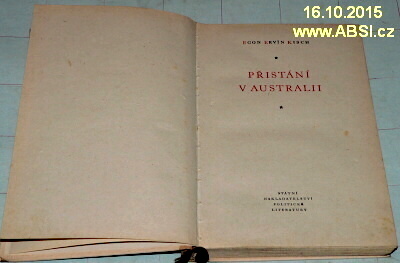 16.10.2015
www.ABSI.cz
EGON ERVÍN KISCH
PŘISTÁNÍ
V AUSTRALII
STÁTNÍ
NAKLADATELSTVÍ
POLITICKÉ
LITERATURY